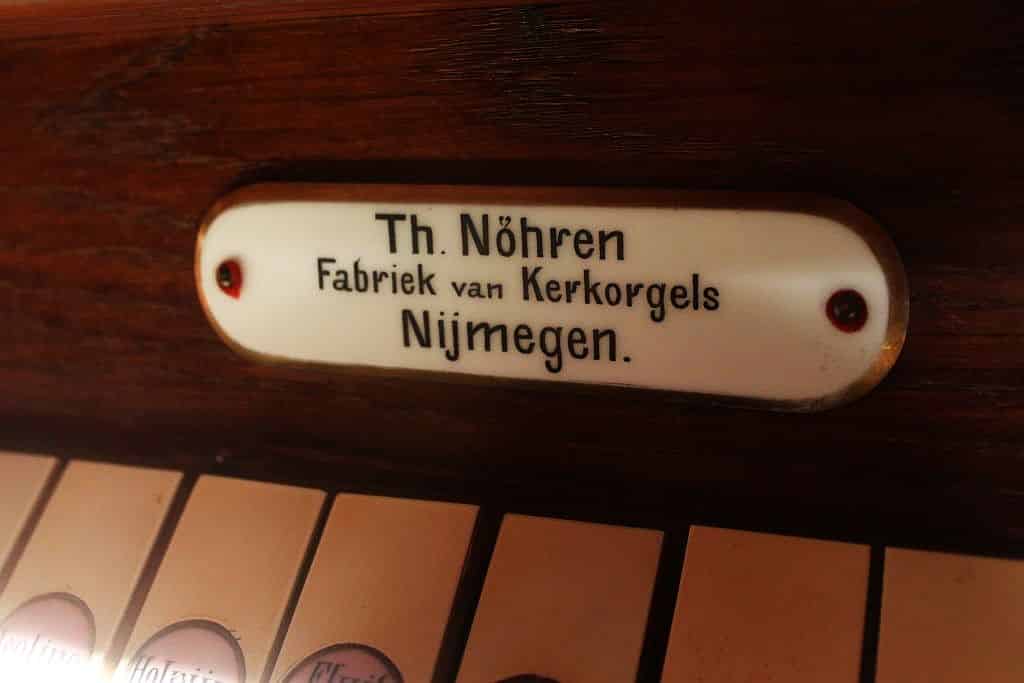 Th. Nöhren
Fabriek van Kerkorgels
Nijmegen.